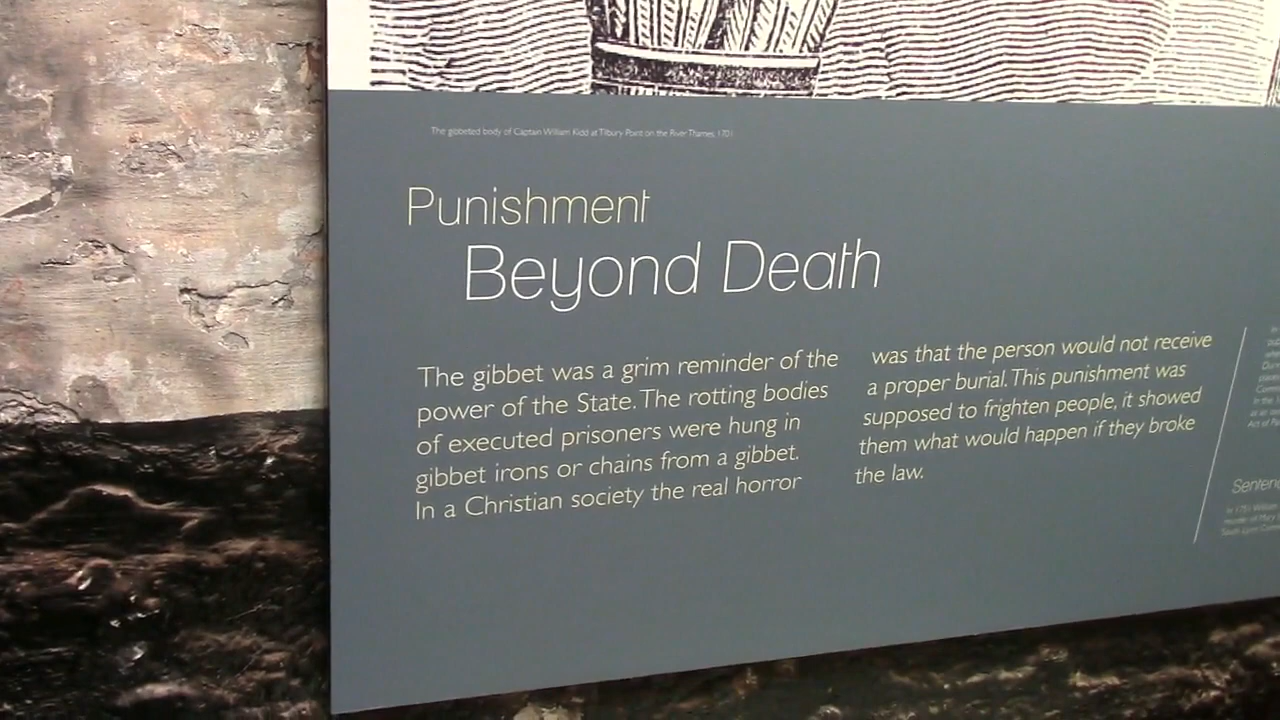 The gibbeted body of Captain William Kidd at Tilbury Point on the River Thames, 1701
Punishment
Beyond Death
The gibbet was a grim reminder of the
power of the State. The rotting bodies
of executed prisoners were hung in
gibbet irons or chains from a gibbet.
In a Christian society the real horror
was that the person would not receive
a proper burial. This punishment was
supposed to frighten people, it showed
them what would happen if they broke
the law.